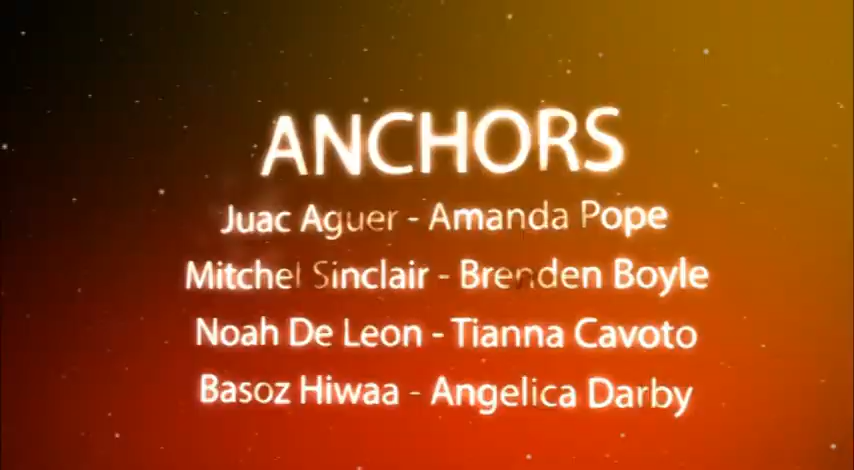 ANCHORS
Juac Aguer - Amanda Pope
Mitchel Sinclair - Brenden Boyle
Noah De Leon - Tianna Cavoto
Basoz Hiwaa - Angelica Darby